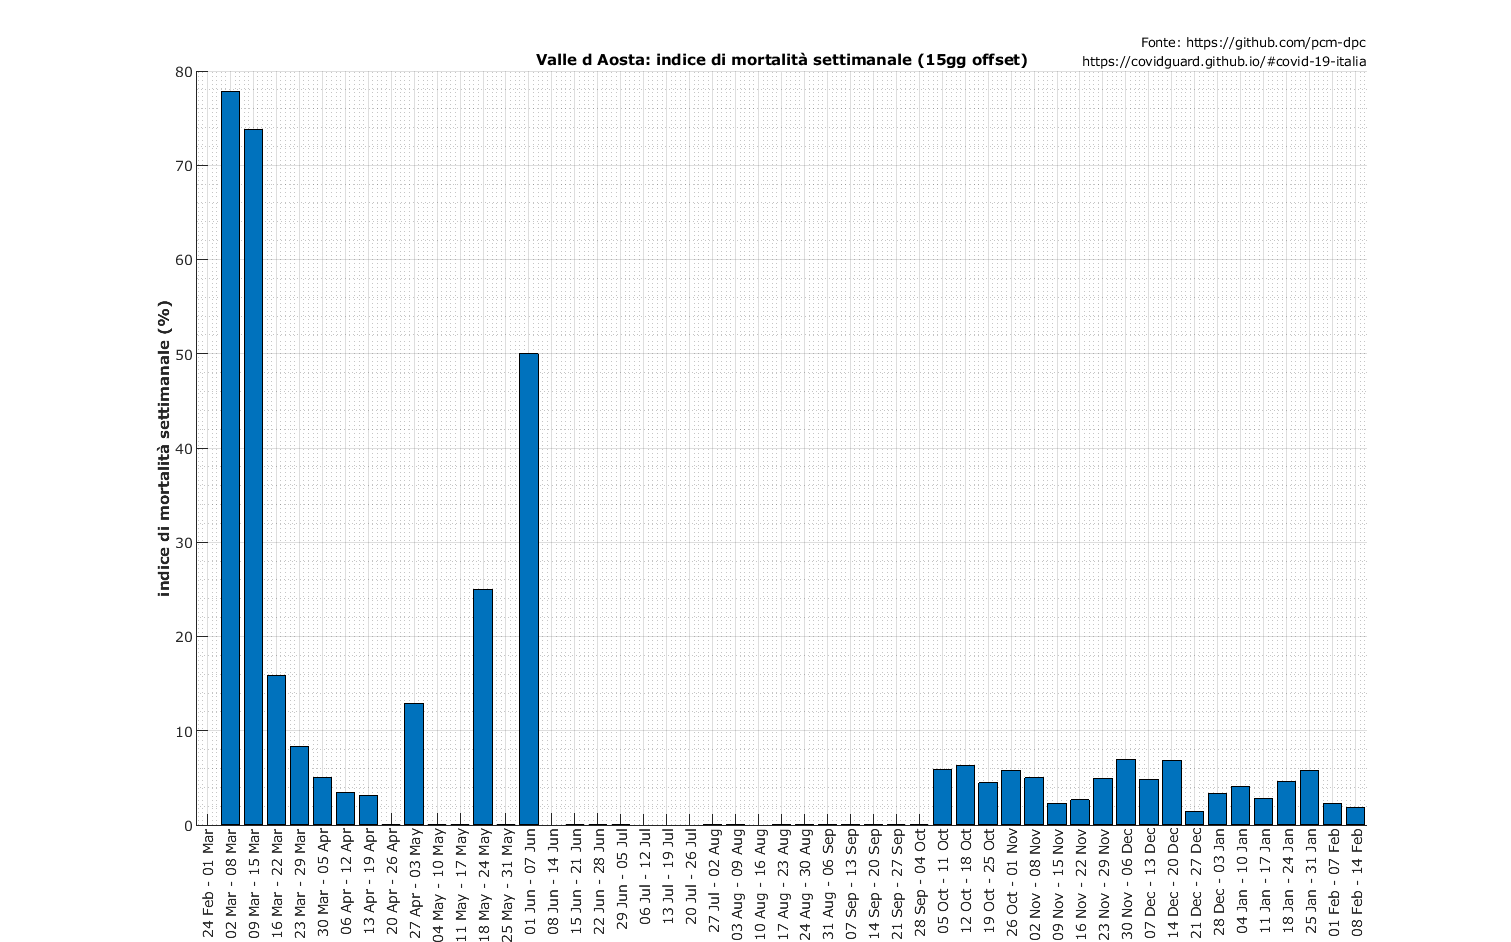 Fonte: https://github.com/pcm-dpc
Valle d Aosta: indice di mortalità settimanale (15gg offset)
https://covidguard.github.io/#covid-19-italia
indice di mortalità settimanale (%)
80
70
60
50
40
30
20
10
0
24 Feb - 01 Mar
02 Mar - 08 Mar
09 Mar - 15 Mar
16 Mar - 22 Mar
23 Mar - 29 Mar
30 Mar - 05 Apr
06 Apr - 12 Apr
13 Apr - 19 Apr
20 Apr - 26 Apr
27 Apr - 03 May
04 May - 10 May
11 May - 17 May
18 May - 24 May
25 May - 31 May
01 Jun - 07 Jun
08 Jun - 14 Jun
15 Jun - 21 Jun
22 Jun - 28 Jun
29 Jun - 05 Jul
06 Jul - 12 Jul
13 Jul - 19 Jul
20 Jul - 26 Jul
27 Jul - 02 Aug
03 Aug - 09 Aug
10 Aug - 16 Aug
17 Aug - 23 Aug
24 Aug - 30 Aug
31 Aug - 06 Sep
07 Sep - 13 Sep
14 Sep - 20 Sep
21 Sep - 27 Sep
28 Sep - 04 Oct
05 Oct - 11 Oct
12 Oct - 18 Oct
19 Oct - 25 Oct
26 Oct - 01 Nov
02 Nov - 08 Nov
09 Nov - 15 Nov
16 Nov - 22 Nov
23 Nov - 29 Nov
30 Nov - 06 Dec
07 Dec - 13 Dec
14 Dec - 20 Dec
21 Dec - 27 Dec
28 Dec - 03 Jan
04 Jan - 10 Jan
11 Jan - 17 Jan
18 Jan - 24 Jan
25 Jan - 31 Jan
01 Feb - 07 Feb
08 Feb - 14 Feb